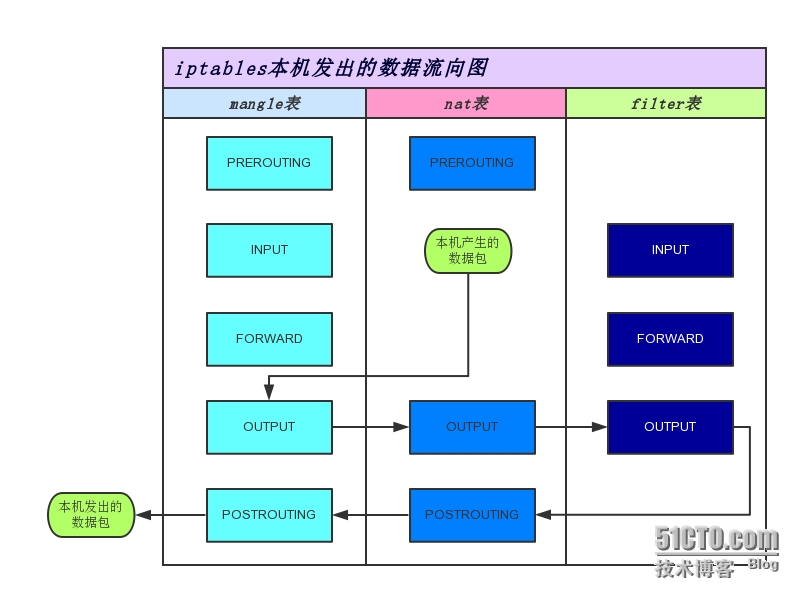 iptables本机发出的数据流向图
mangle表
nat表
filter表
PREROUTING
PREROUTING
INPUT
本机产生的
数据包
INPUT
FORWARD
FORWARD
OUTPUT
OUTPUT
OUTPUT
本机发出的
数据包
POSTROUTING
POSTROUTING
51CTO.com
技术博客
Blog